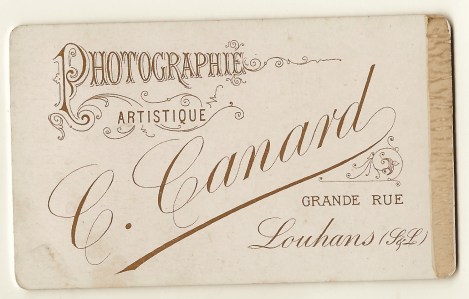 PHOTOGRAPHIE
ARTISTIQUE
C. Canard
GRANDE RUE
Louhans (S&L)